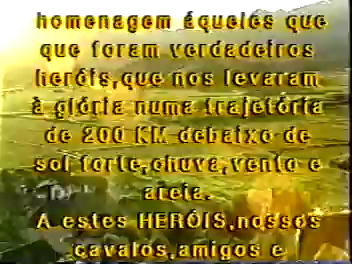 homenagem áqueles que
que foram verdadeiros
heróis,que nos levaram
à glória numa trajetória
de 200 KM debaixo de
sol forte,chuva,vento e
areia.
A estes HERÓIS,nossos
cavalos,amigos e